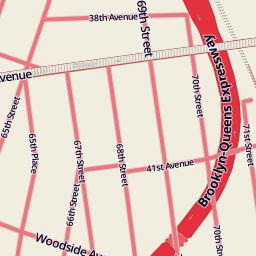 38th Avenue
69th Street
Avenue
70th Street
Brooklyn-Queens Expressway
65th Street
65th Place
67th Street
68th Street
71st Street
41st Avenue
66th Street
70th Street
Woodside Av